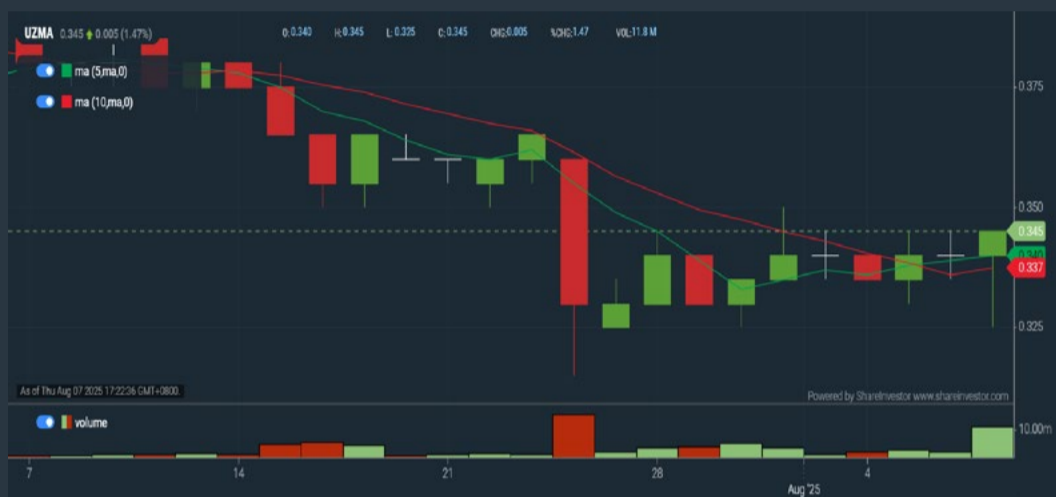 UZMA 0.345 0.005 (1.47%) O:0.340 H:0.345 L:0.325 C:0.345 CHG:0.005 %CHG:1.47 VOL:11.8 M
ma (5,ma,0)
ma (10,ma,0)
0.375
0.350
0.345
0.340
0.337
0.325
As of Thu Aug 07 2025 17:22:36 GMT+0800.
Powered by ShareInvestor www.shareinvestor.com
volume
10.00m
7 14 21 28 4
Aug '25